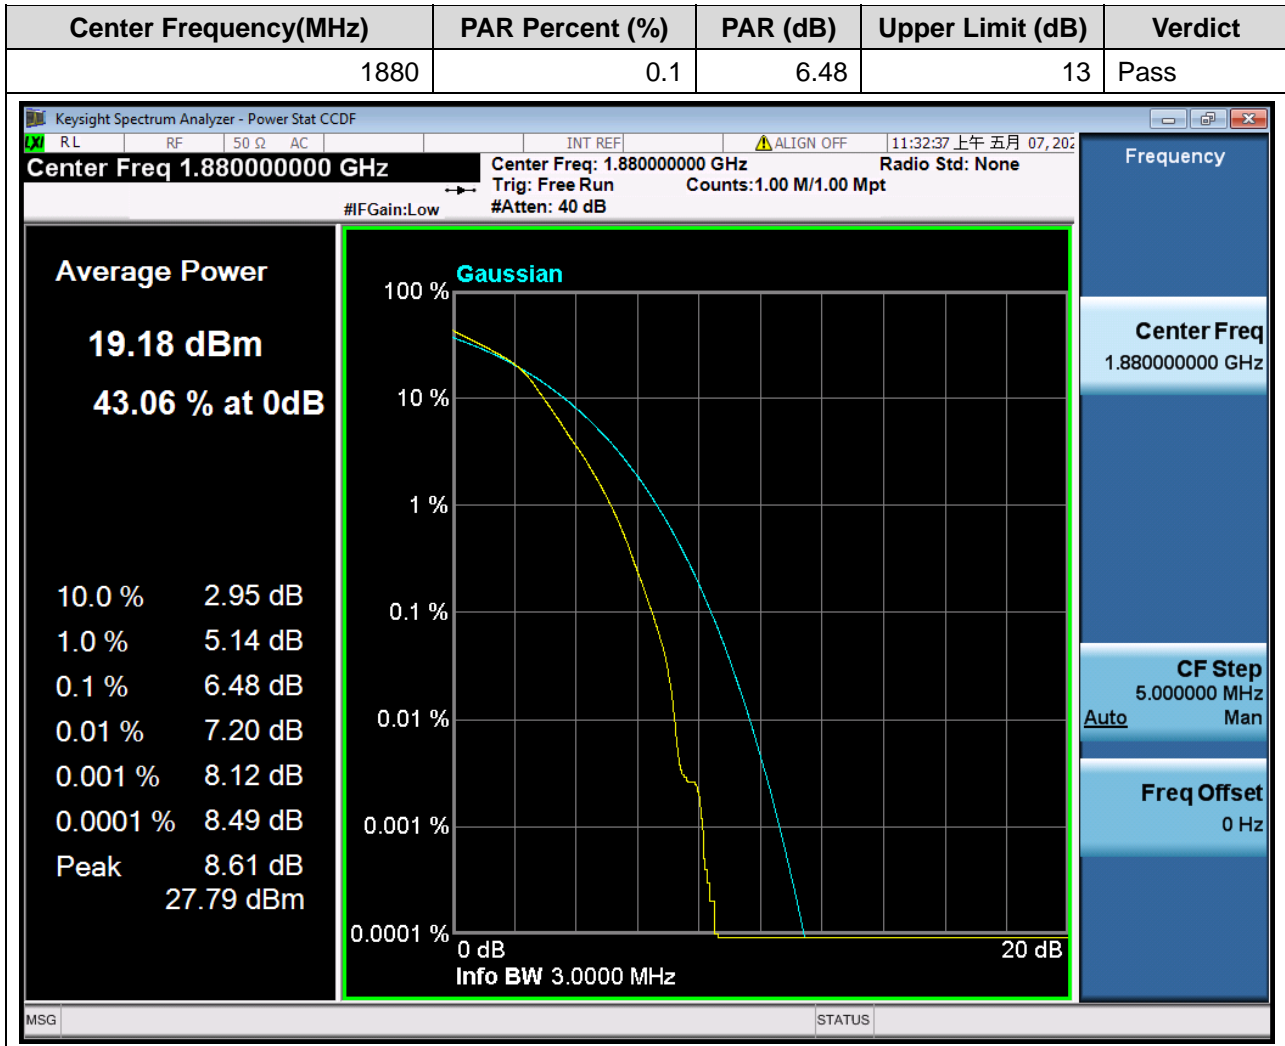 Center Frequency(MHz) PAR Percent (%) PAR (dB) Upper Limit (dB) Verdict
1880 0.1 6.48 13 Pass
Keysight Spectrum Analyzer - Power Stat CCDF
LXI RL RF 50 Ω AC INT REF ALIGN OFF 11:32:37 上午 五月 07, 202
Center Freq 1.880000000 GHz
Center Freq: 1.880000000 GHz Radio Std: None
Trig: Free Run Counts:1.00 M/1.00 Mpt
#IFGain:Low #Atten: 40 dB
Frequency
Average Power
19.18 dBm
43.06 % at 0dB
10.0 % 2.95 dB
1.0 % 5.14 dB
0.1 % 6.48 dB
0.01 % 7.20 dB
0.001 % 8.12 dB
0.0001 % 8.49 dB
Peak 8.61 dB
27.79 dBm
Gaussian
100 %
10 %
1 %
0.1 %
0.01 %
0.001 %
0.0001 %
0 dB 20 dB
Info BW 3.0000 MHz
Center Freq
1.880000000 GHz
CF Step
5.000000 MHz
Auto Man
Freq Offset
0 Hz
MSG STATUS